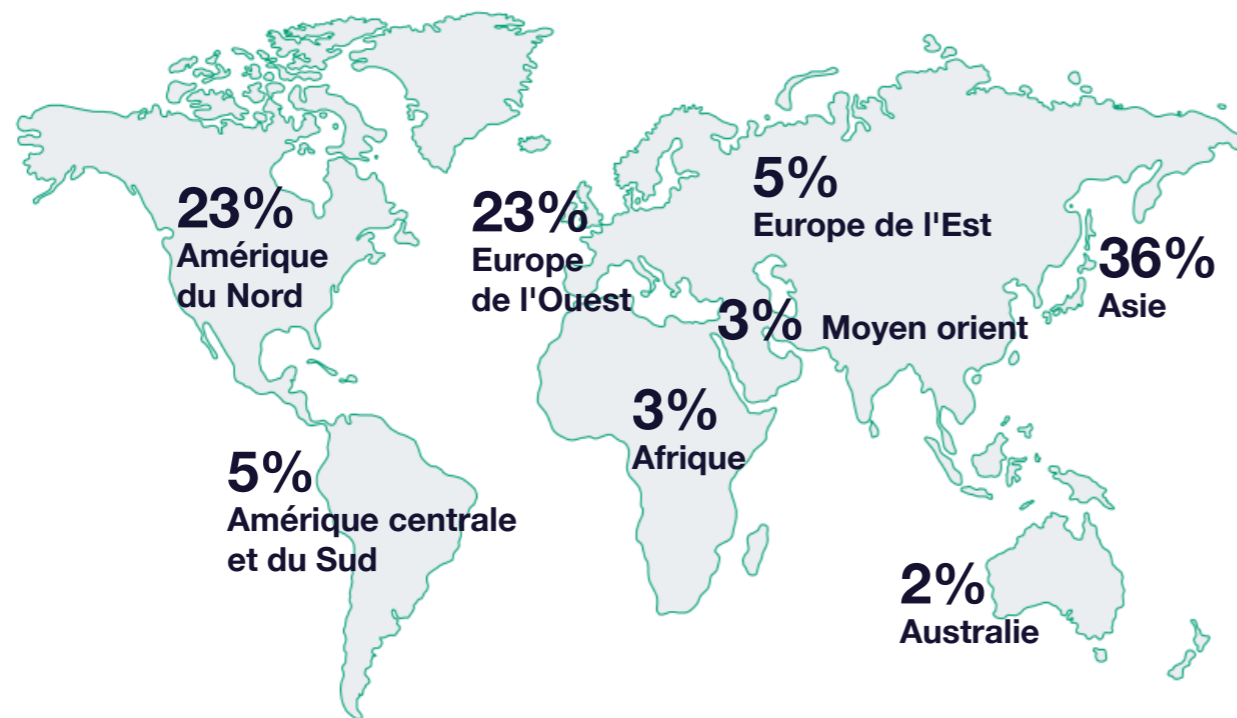 23%
Amérique
du Nord
23%
Europe
de l'Ouest
5%
Europe de l'Est
36%
Asie
3% Moyen orient
3%
Afrique
5%
Amérique centrale
et du Sud
2%
Australie